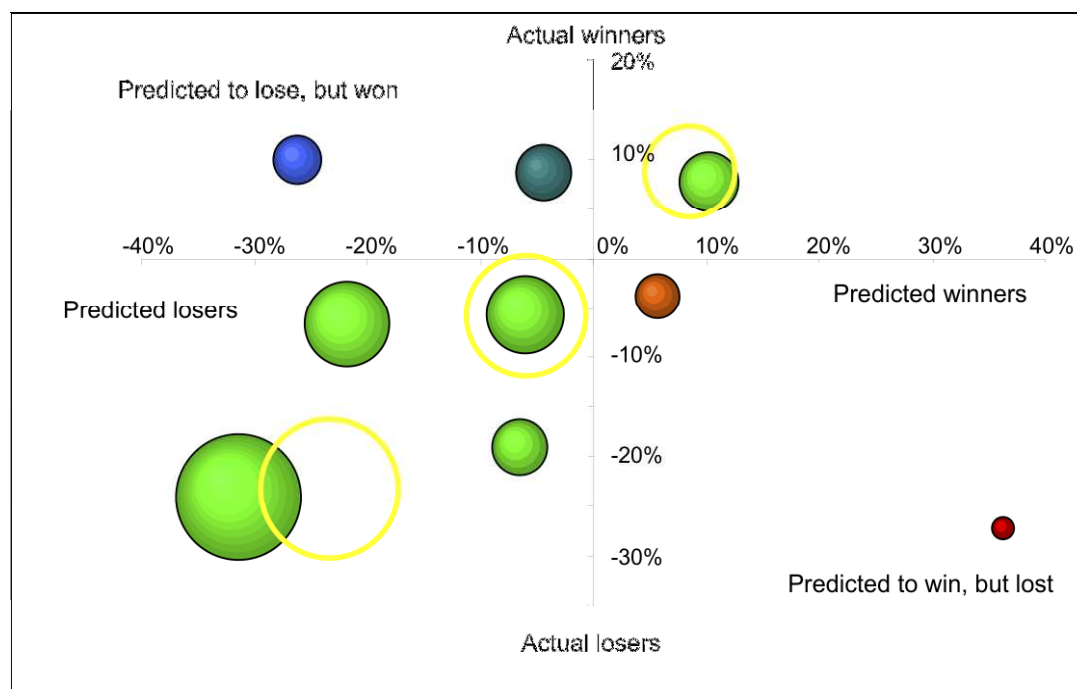 Actual winners
20%
Predicted to lose, but won
10%
-40% -30% -20% -10% 0% 10% 20% 30% 40%
Predicted losers
Predicted winners
-10%
-20%
-30%
Predicted to win, but lost
Actual losers